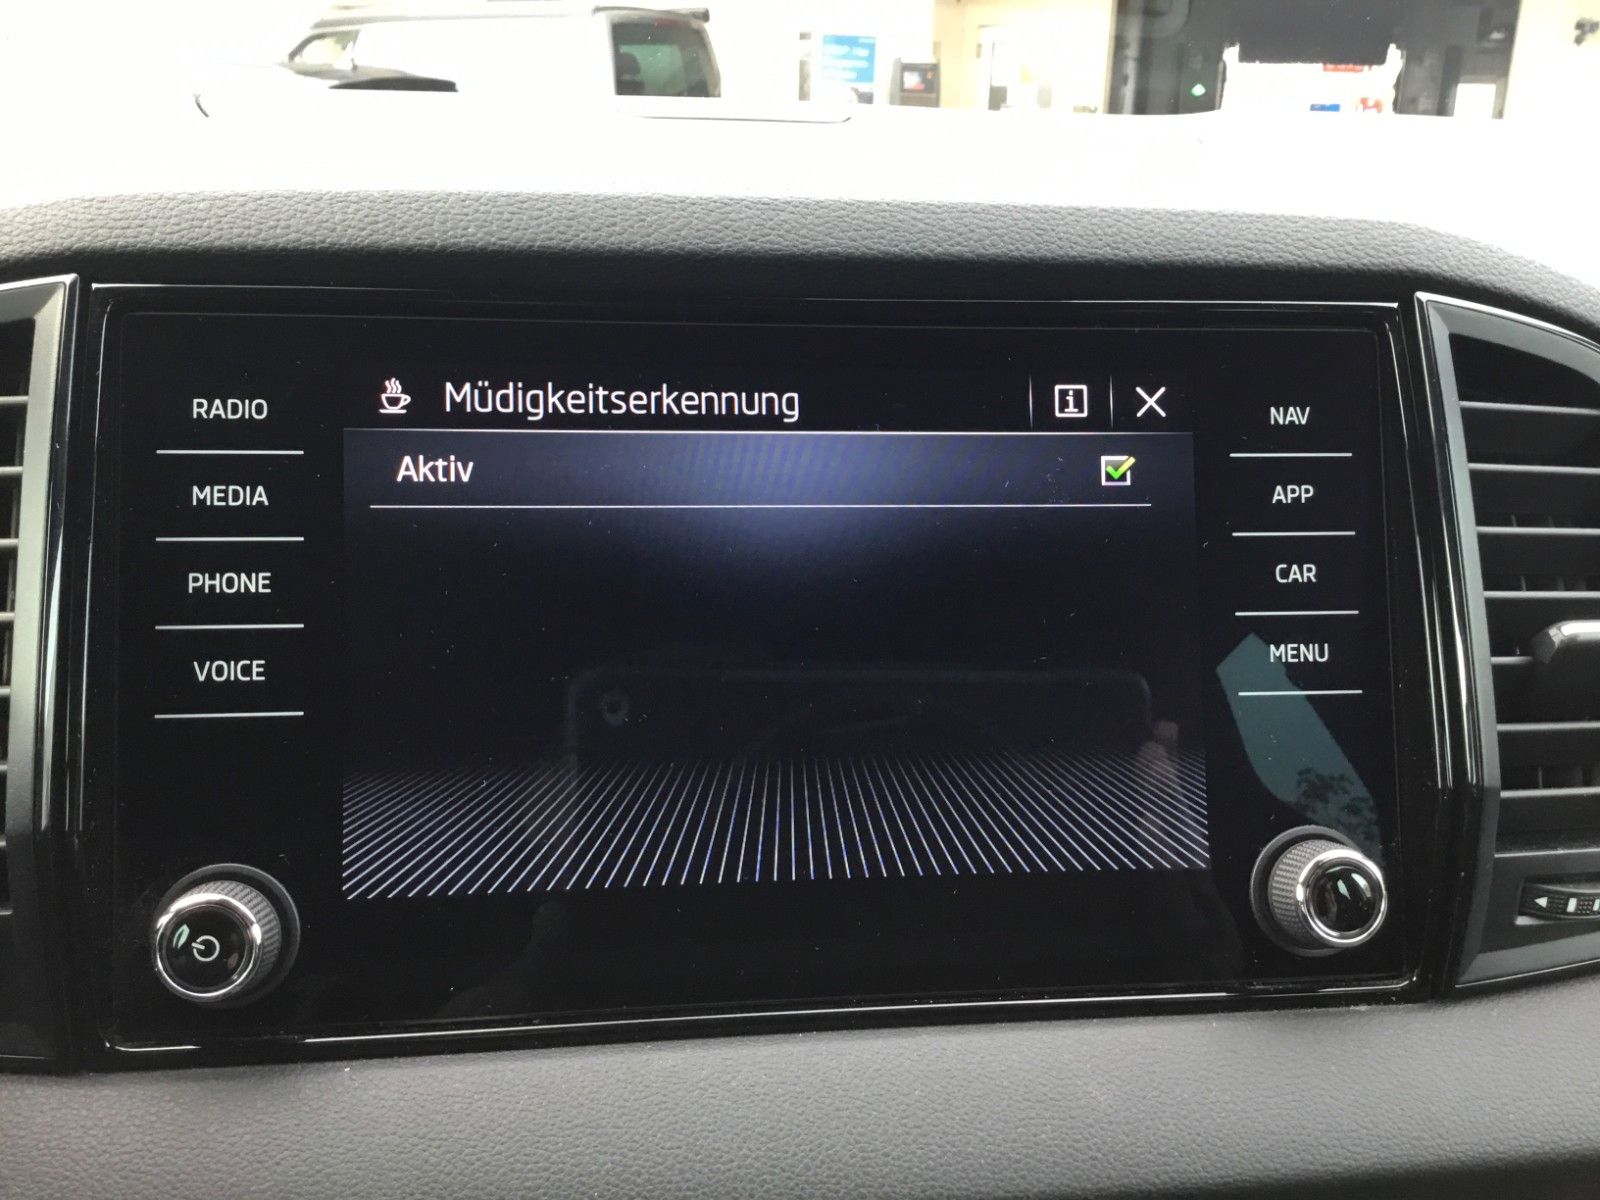 Müdigkeitserkennung
Aktiv
RADIO
MEDIA
PHONE
VOICE
NAV
APP
CAR
MENU